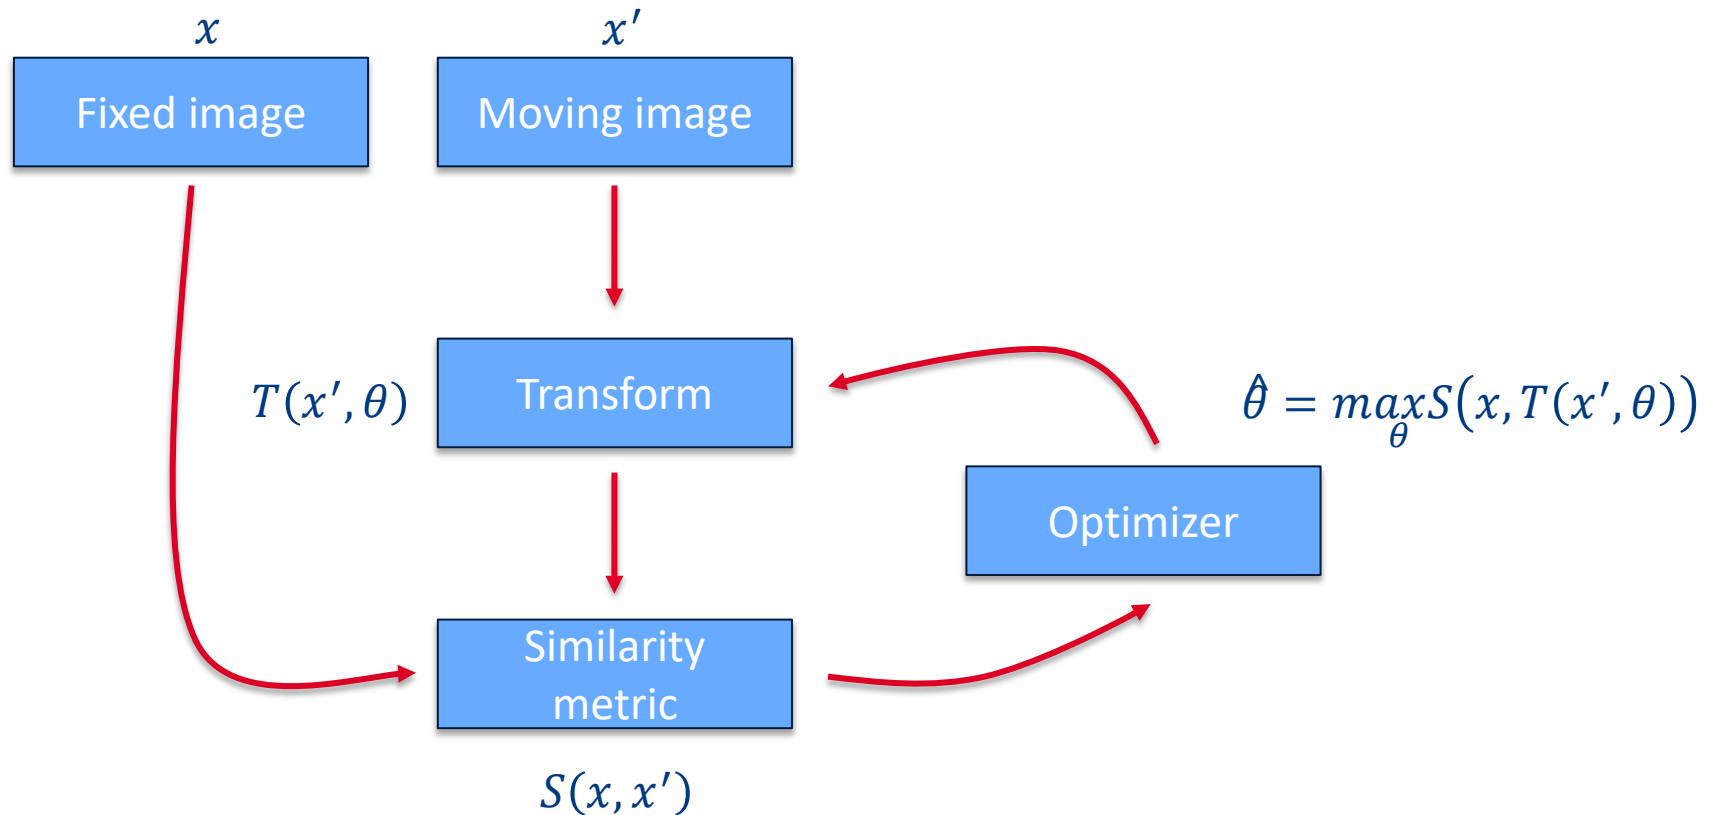 x
x′
Fixed image
Moving image
T(x′, θ)
Transform
θ̂ = max S(x, T(x′, θ))
θ
Optimizer
Similarity
metric
S(x, x′)